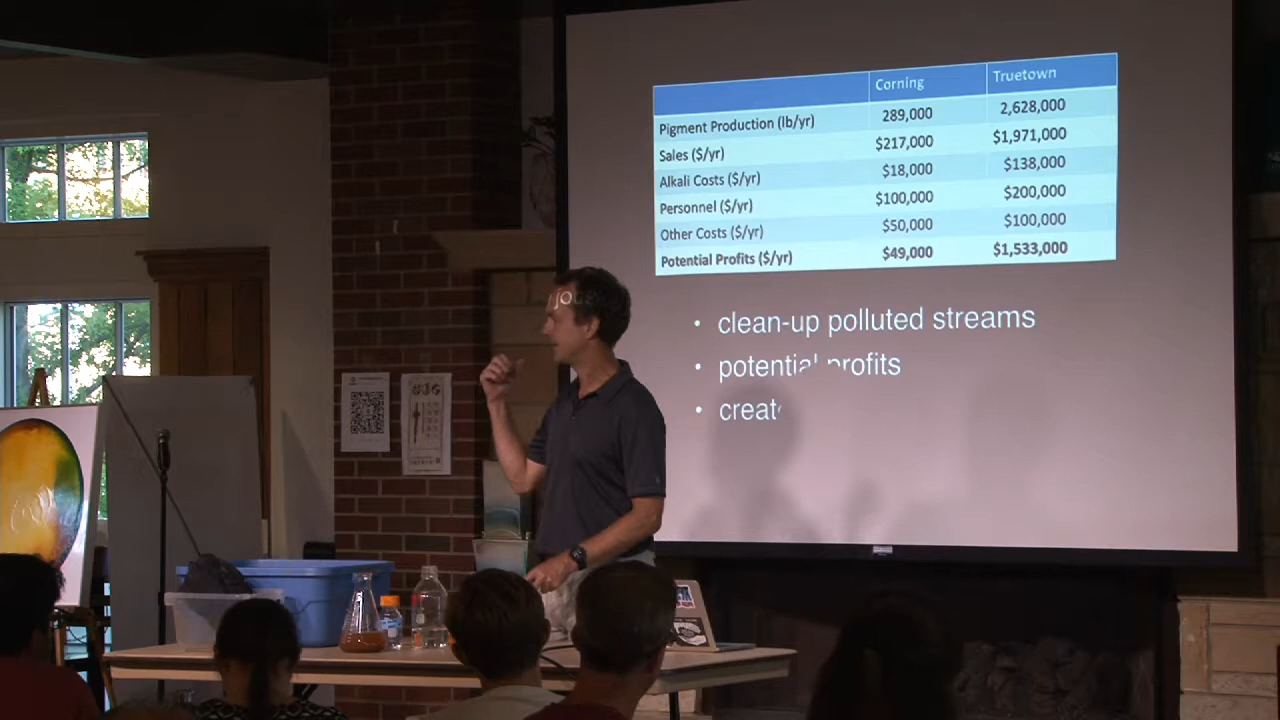 Corning Truetown
Pigment Production (lb/yr) 289,000 2,628,000
Sales ($/yr) $217,000 $1,971,000
Alkali Costs ($/yr) $18,000 $138,000
Personnel ($/yr) $100,000 $200,000
Other Costs ($/yr) $50,000 $100,000
Potential Profits ($/yr) $49,000 $1,533,000
• clean-up polluted streams
• potential profits
• creat
jo